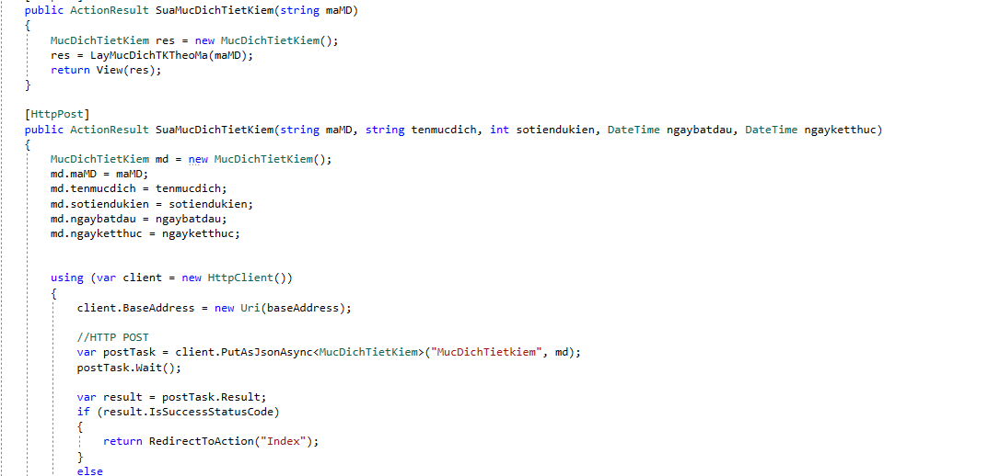 public ActionResult SuaMucDichTietKiem(string maMD)
{
MucDichTietKiem res = new MucDichTietKiem();
res = LayMucDichTKTheoMa(maMD);
return View(res);
}
[HttpPost]
public ActionResult SuaMucDichTietKiem(string maMD, string tenmucdich, int sotiendukien, DateTime ngaybatdau, DateTime ngayketthuc)
{
MucDichTietKiem md = new MucDichTietKiem();
md.maMD = maMD;
md.tenmucdich = tenmucdich;
md.sotiendukien = sotiendukien;
md.ngaybatdau = ngaybatdau;
md.ngayketthuc = ngayketthuc;
using (var client = new HttpClient())
{
client.BaseAddress = new Uri(baseAddress);
//HTTP POST
var postTask = client.PutAsJsonAsync<MucDichTietKiem>("MucDichTietkiem", md);
postTask.Wait();
var result = postTask.Result;
if (result.IsSuccessStatusCode)
{
return RedirectToAction("Index");
}
else